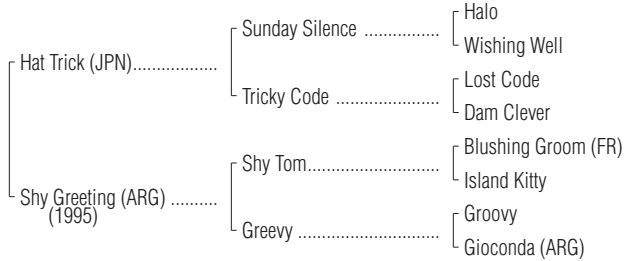 Halo
Sunday Silence ..................
Wishing Well
Hat Trick (JPN)..................
Lost Code
Tricky Code .........................
Dam Clever
Blushing Groom (FR)
Shy Tom................................
Island Kitty
Shy Greeting (ARG) ..........
(1995)
Groovy
Greevy ..................................
Gioconda (ARG)